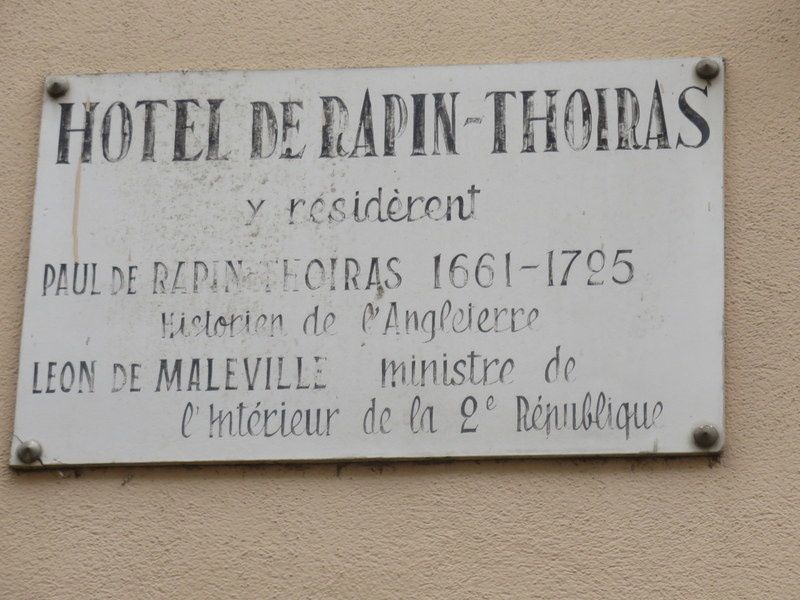 HOTEL DE RAPIN-THOIRAS
y résidèrent
PAUL DE RAPIN-THOIRAS 1661-1725
Historien de l'Angleterre
LEON DE MALEVILLE ministre de
l'Intérieur de la 2e République